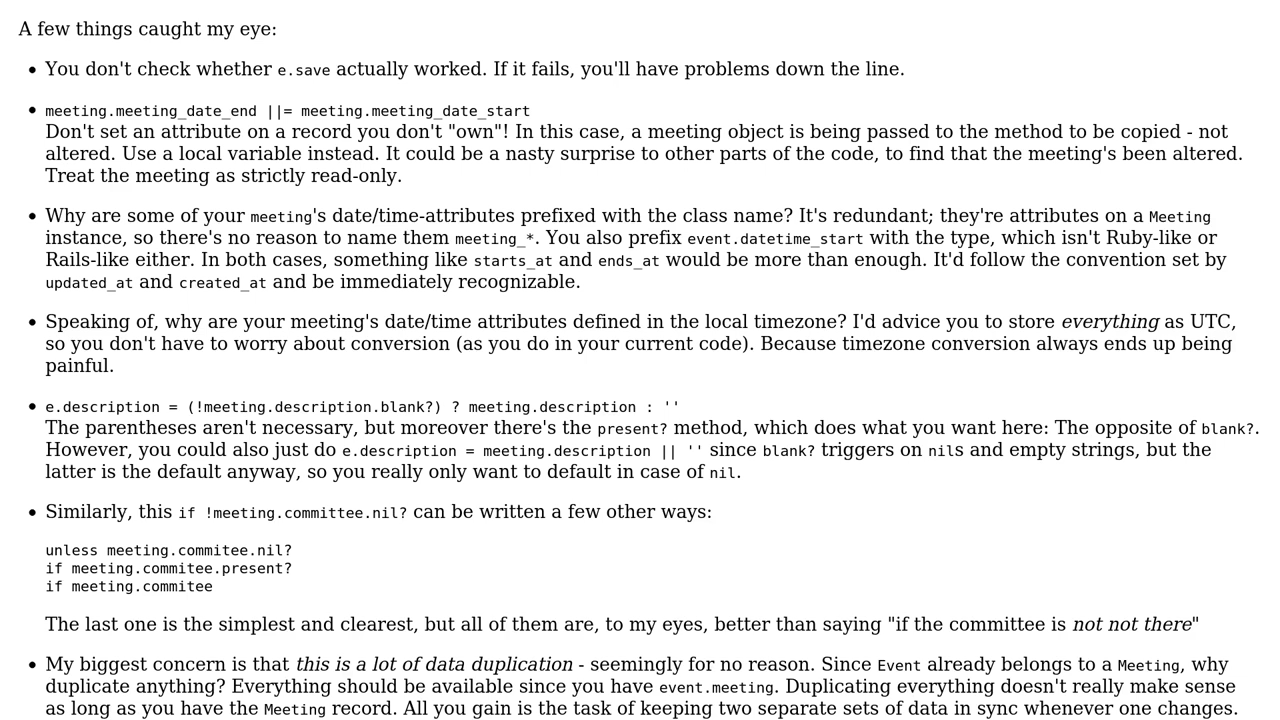 A few things caught my eye:
• You don't check whether e.save actually worked. If it fails, you'll have problems down the line.
• meeting.meeting_date_end ||= meeting.meeting_date_start
Don't set an attribute on a record you don't "own"! In this case, a meeting object is being passed to the method to be copied - not
altered. Use a local variable instead. It could be a nasty surprise to other parts of the code, to find that the meeting's been altered.
Treat the meeting as strictly read-only.
• Why are some of your meeting's date/time-attributes prefixed with the class name? It's redundant; they're attributes on a Meeting
instance, so there's no reason to name them meeting_*. You also prefix event.datetime_start with the type, which isn't Ruby-like or
Rails-like either. In both cases, something like starts_at and ends_at would be more than enough. It'd follow the convention set by
updated_at and created_at and be immediately recognizable.
• Speaking of, why are your meeting's date/time attributes defined in the local timezone? I'd advice you to store everything as UTC,
so you don't have to worry about conversion (as you do in your current code). Because timezone conversion always ends up being
painful.
• e.description = (!meeting.description.blank?) ? meeting.description : ''
The parentheses aren't necessary, but moreover there's the present? method, which does what you want here: The opposite of blank?.
However, you could also just do e.description = meeting.description || '' since blank? triggers on nils and empty strings, but the
latter is the default anyway, so you really only want to default in case of nil.
• Similarly, this if !meeting.committee.nil? can be written a few other ways:
unless meeting.commitee.nil?
if meeting.commitee.present?
if meeting.commitee
The last one is the simplest and clearest, but all of them are, to my eyes, better than saying "if the committee is not not there"
• My biggest concern is that this is a lot of data duplication - seemingly for no reason. Since Event already belongs to a Meeting, why
duplicate anything? Everything should be available since you have event.meeting. Duplicating everything doesn't really make sense
as long as you have the Meeting record. All you gain is the task of keeping two separate sets of data in sync whenever one changes.